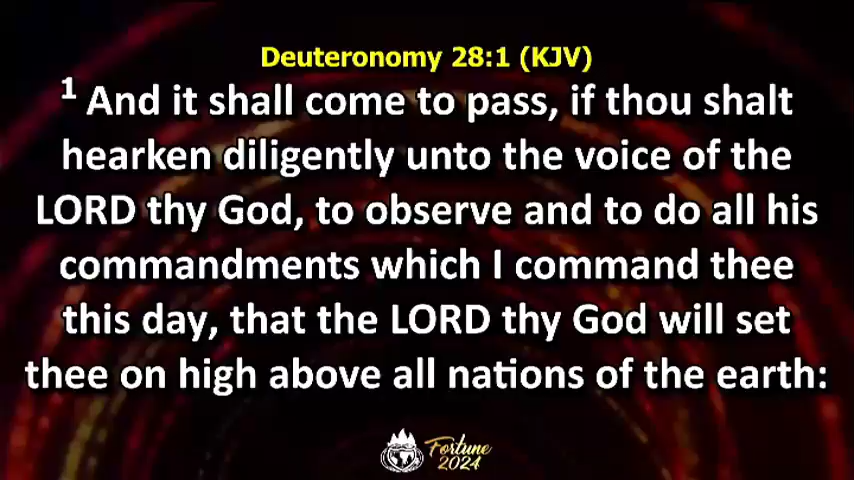 Deuteronomy 28:1 (KJV)
1 And it shall come to pass, if thou shalt
hearken diligently unto the voice of the
LORD thy God, to observe and to do all his
commandments which I command thee
this day, that the LORD thy God will set
thee on high above all nations of the earth:
Fortune
2024